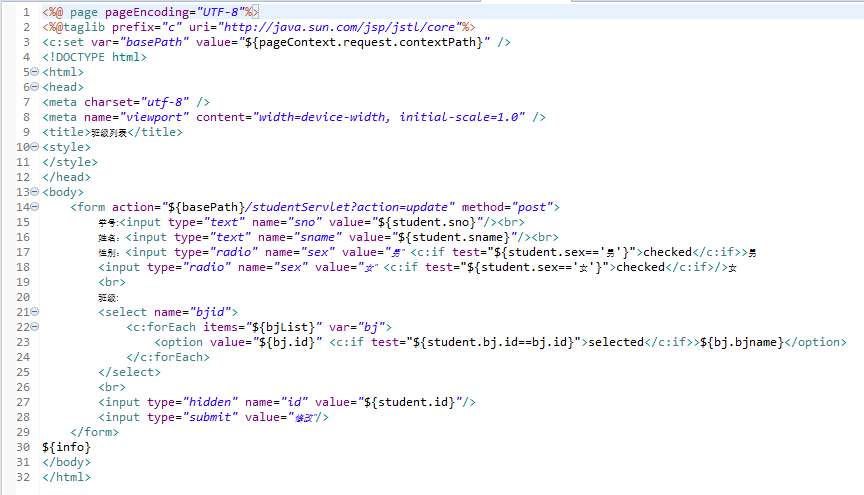 1 <%@ page pageEncoding="UTF-8"%>
2 <%@taglib prefix="c" uri="http://java.sun.com/jsp/jstl/core"%>
3 <c:set var="basePath" value="${pageContext.request.contextPath}" />
4 <!DOCTYPE html>
5 <html>
6 <head>
7 <meta charset="utf-8" />
8 <meta name="viewport" content="width=device-width, initial-scale=1.0" />
9 <title>班级列表</title>
10 <style>
11 </style>
12 </head>
13 <body>
14     <form action="${basePath}/studentServlet?action=update" method="post">
15         学号:<input type="text" name="sno" value="${student.sno}"/><br>
16         姓名：<input type="text" name="sname" value="${student.sname}"/><br>
17         性别：<input type="radio" name="sex" value="男" <c:if test="${student.sex=='男'}">checked</c:if>>男
18         <input type="radio" name="sex" value="女" <c:if test="${student.sex=='女'}">checked</c:if>/>女
19         <br>
20         班级:
21         <select name="bjid">
22             <c:forEach items="${bjList}" var="bj">
23                 <option value="${bj.id}" <c:if test="${student.bj.id==bj.id}">selected</c:if>>${bj.bjname}</option>
24             </c:forEach>
25         </select>
26         <br>
27         <input type="hidden" name="id" value="${student.id}"/>
28         <input type="submit" value="修改"/>
29     </form>
30 ${info}
31 </body>
32 </html>